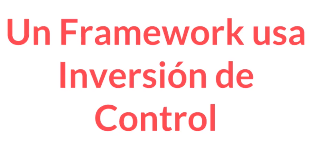 Un Framework usa
Inversión de
Control